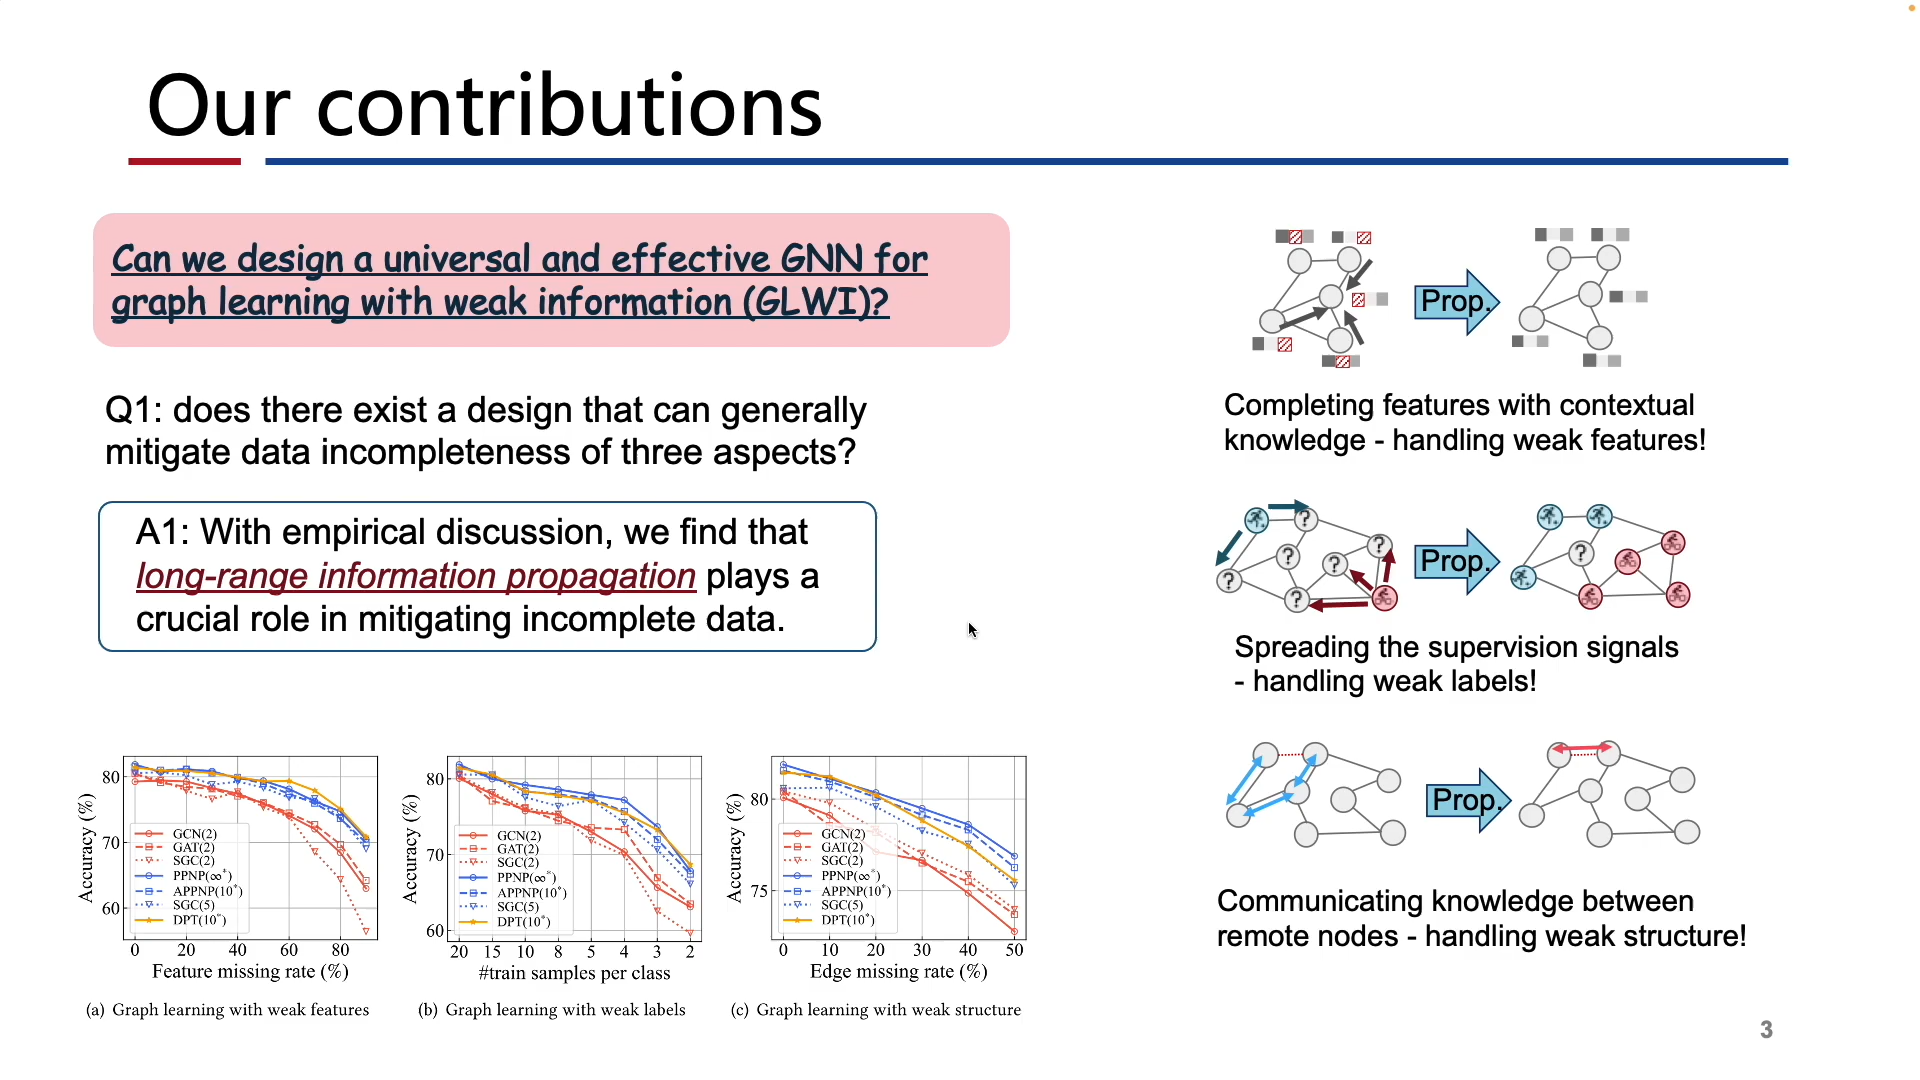 Our contributions
Can we design a universal and effective GNN for
graph learning with weak information (GLWI)?
Q1: does there exist a design that can generally
mitigate data incompleteness of three aspects?
A1: With empirical discussion, we find that
long-range information propagation plays a
crucial role in mitigating incomplete data.
Accuracy (%)
80
70
60
GCN(2)
GAT(2)
SGC(2)
PPNP(∞*)
APPNP(10*)
SGC(5)
DPT(10*)
0 20 40 60 80
Feature missing rate (%)
(a) Graph learning with weak features
Accuracy (%)
80
70
60
GCN(2)
GAT(2)
SGC(2)
PPNP(∞*)
APPNP(10*)
SGC(5)
DPT(10*)
20 15 10 8 5 4 3 2
#train samples per class
(b) Graph learning with weak labels
Accuracy (%)
80
75
GCN(2)
GAT(2)
SGC(2)
PPNP(∞*)
APPNP(10*)
SGC(5)
DPT(10*)
0 10 20 30 40 50
Edge missing rate (%)
(c) Graph learning with weak structure
Prop.
Completing features with contextual
knowledge - handling weak features!
? ? ? ? ? ?
Prop.
?
Spreading the supervision signals
- handling weak labels!
Prop.
Communicating knowledge between
remote nodes - handling weak structure!
3